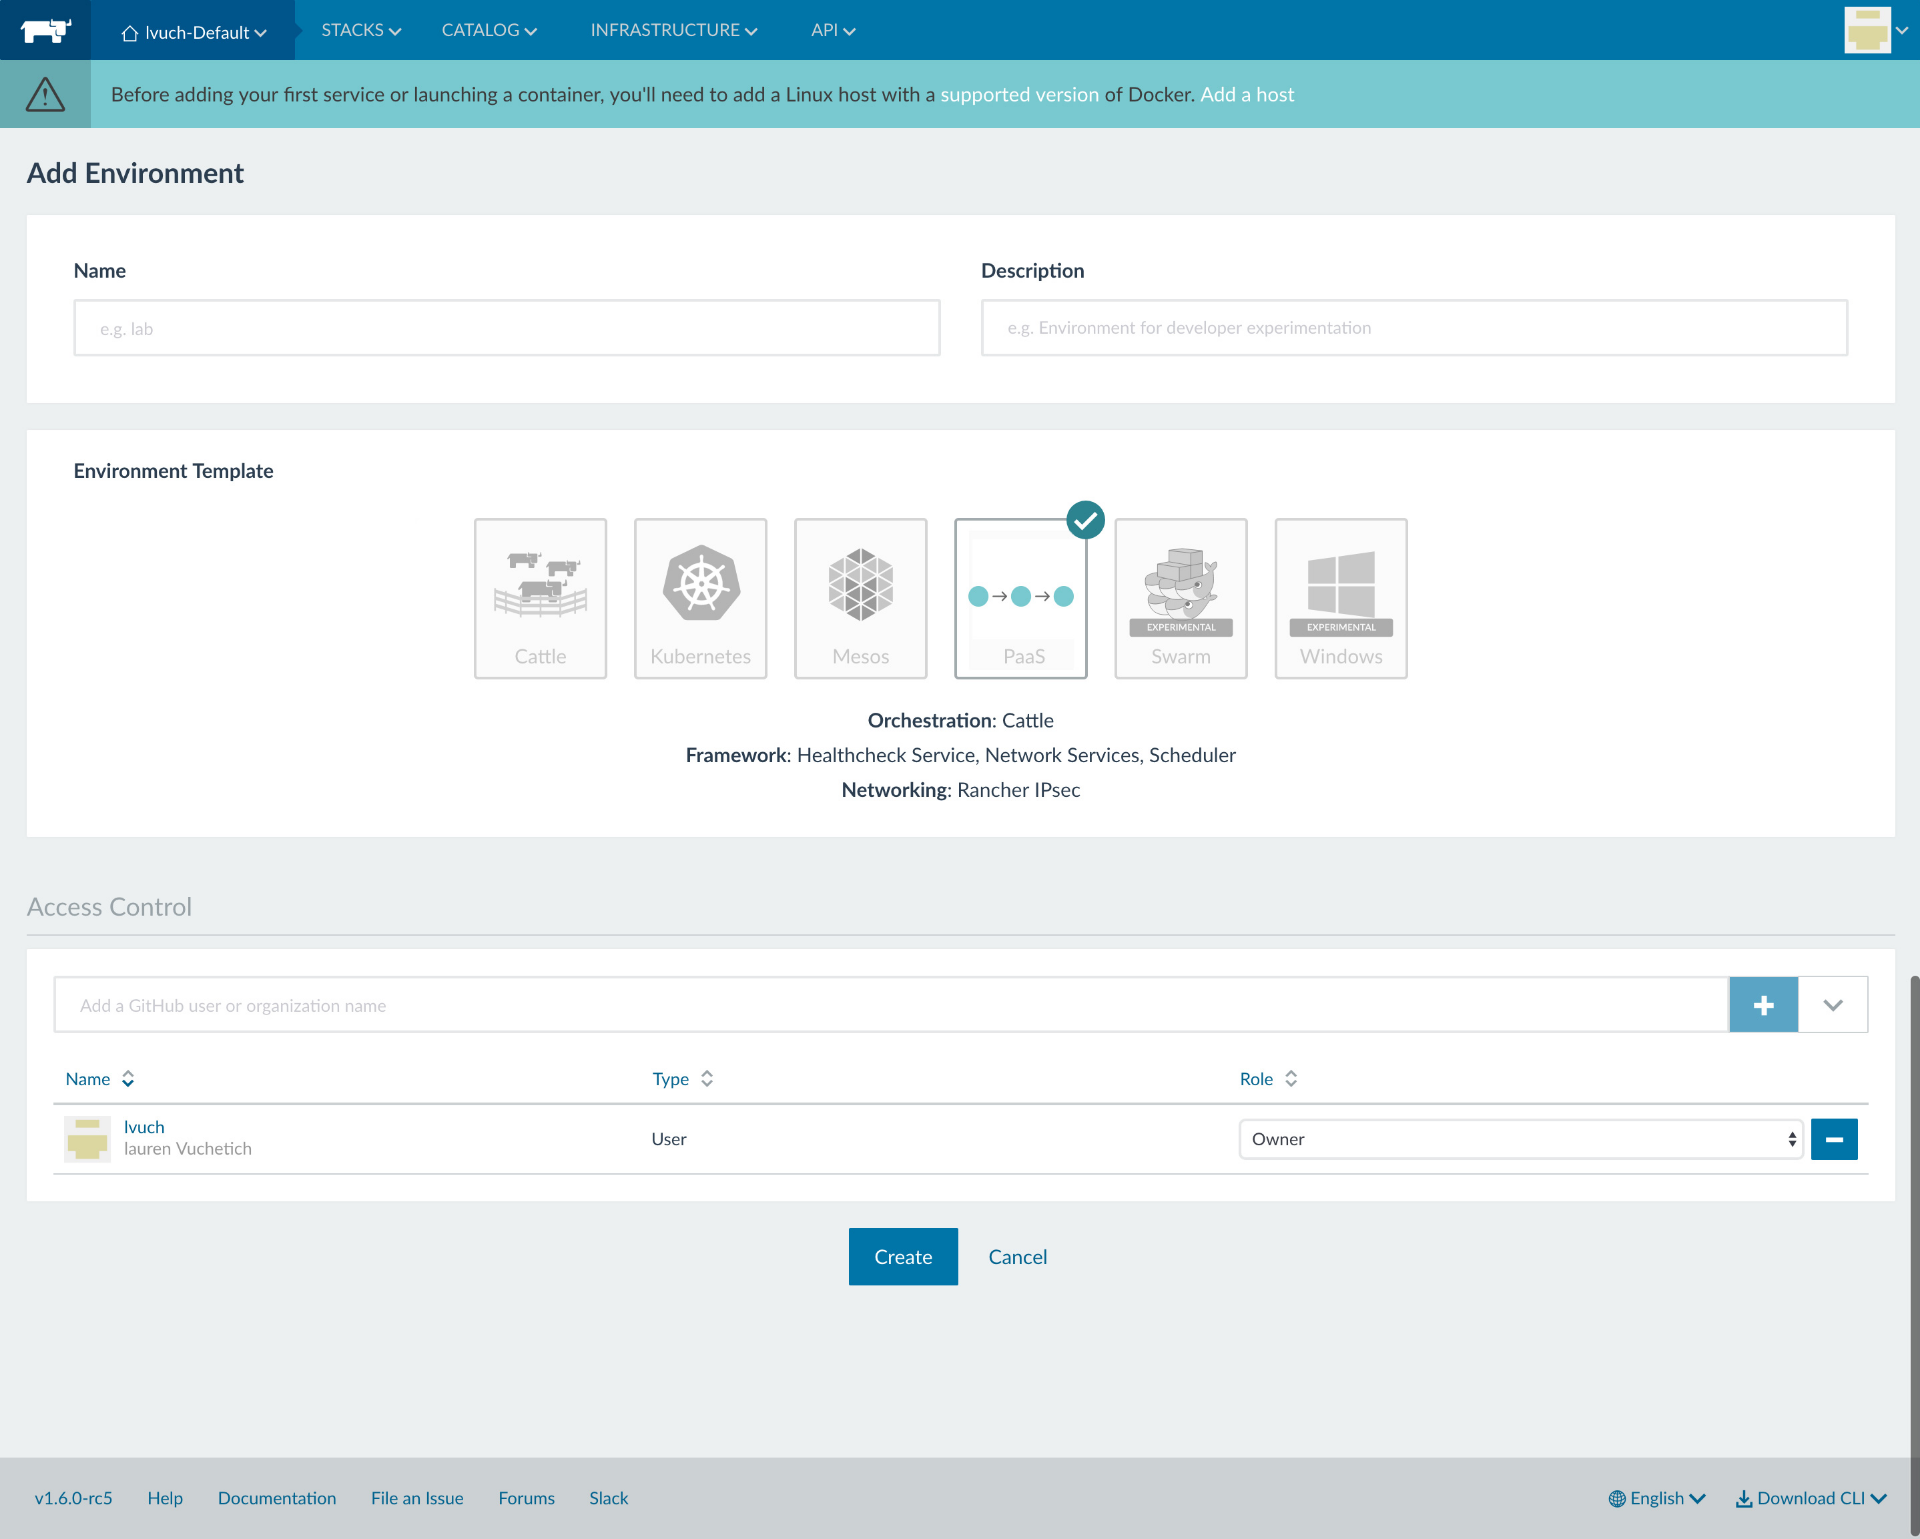 lvuch-Default STACKS CATALOG INFRASTRUCTURE API
Before adding your first service or launching a container, you'll need to add a Linux host with a supported version of Docker. Add a host
Add Environment
Name Description
e.g. lab e.g. Environment for developer experimentation
Environment Template
EXPERIMENTAL EXPERIMENTAL
Cattle Kubernetes Mesos PaaS Swarm Windows
Orchestration: Cattle
Framework: Healthcheck Service, Network Services, Scheduler
Networking: Rancher IPsec
Access Control
Add a GitHub user or organization name
Name Type Role
lvuch
lauren Vuchetich
User Owner
Create Cancel
v1.6.0-rc5 Help Documentation File an Issue Forums Slack English Download CLI